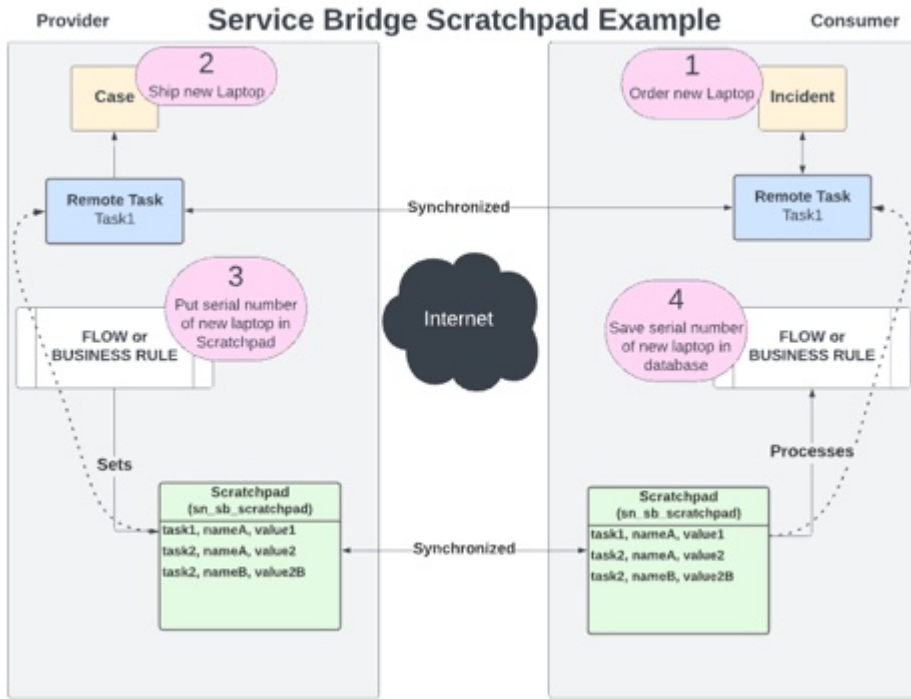 Service Bridge Scratchpad Example
Provider
Consumer
2
Ship new Laptop
Case
1
Order new Laptop
Incident
Remote Task
Task1
Synchronized
Remote Task
Task1
3
Put serial number
of new laptop in
Scratchpad
FLOW or
BUSINESS RULE
Internet
4
Save serial number
of new laptop in
database
FLOW or
BUSINESS RULE
Sets
Processes
Scratchpad
(sn_sb_scratchpad)
task1, nameA, value1
task2, nameA, value2
task2, nameB, value2B
Synchronized
Scratchpad
(sn_sb_scratchpad)
task1, nameA, value1
task2, nameA, value2
task2, nameB, value2B